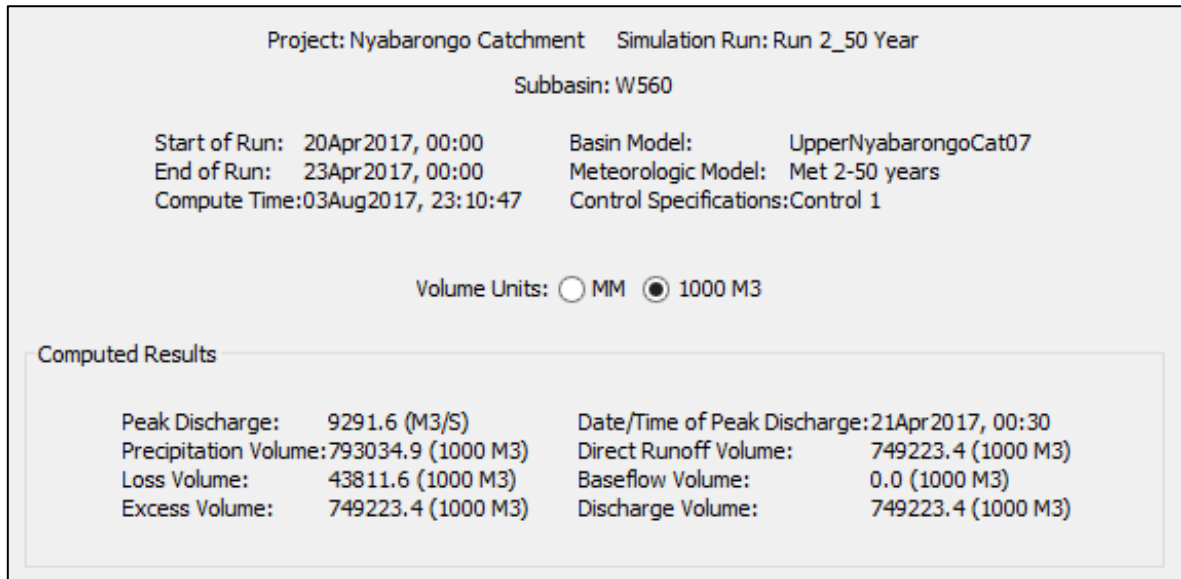 Project: Nyabarongo Catchment Simulation Run: Run 2_50 Year
Subbasin: W560
Start of Run: 20Apr2017, 00:00 Basin Model: UpperNyabarongoCat07
End of Run: 23Apr2017, 00:00 Meteorologic Model: Met 2-50 years
Compute Time:03Aug2017, 23:10:47 Control Specifications:Control 1
Volume Units: MM 1000 M3
Computed Results
Peak Discharge: 9291.6 (M3/S) Date/Time of Peak Discharge:21Apr2017, 00:30
Precipitation Volume:793034.9 (1000 M3) Direct Runoff Volume: 749223.4 (1000 M3)
Loss Volume: 43811.6 (1000 M3) Baseflow Volume: 0.0 (1000 M3)
Excess Volume: 749223.4 (1000 M3) Discharge Volume: 749223.4 (1000 M3)